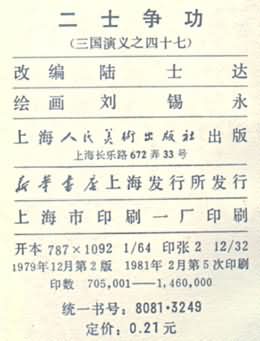 二士争功
(三国演义之四十七)
改编 陆士达
绘画 刘锡永
上海人民美術出版社 出版
上海长乐路672弄33号
新华書店上海发行所发行
上海市印刷一厂印刷
开本 787×1092 1/64 印张 2 12/32
1979年12月第2版 1981年2月第5次印刷
印数 705,001——1,460,000
统一书号：8081·3249
定价：0.21元